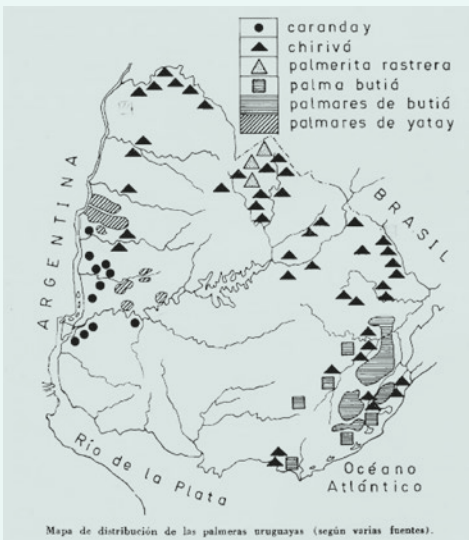 caranday
chirivá
palmerita rastrera
palma butiá
palmares de butiá
palmares de yatay
ARGENTINA
BRASIL
Río de la Plata
Océano
Atlántico
Mapa de distribución de las palmeras uruguayas (según varias fuentes).